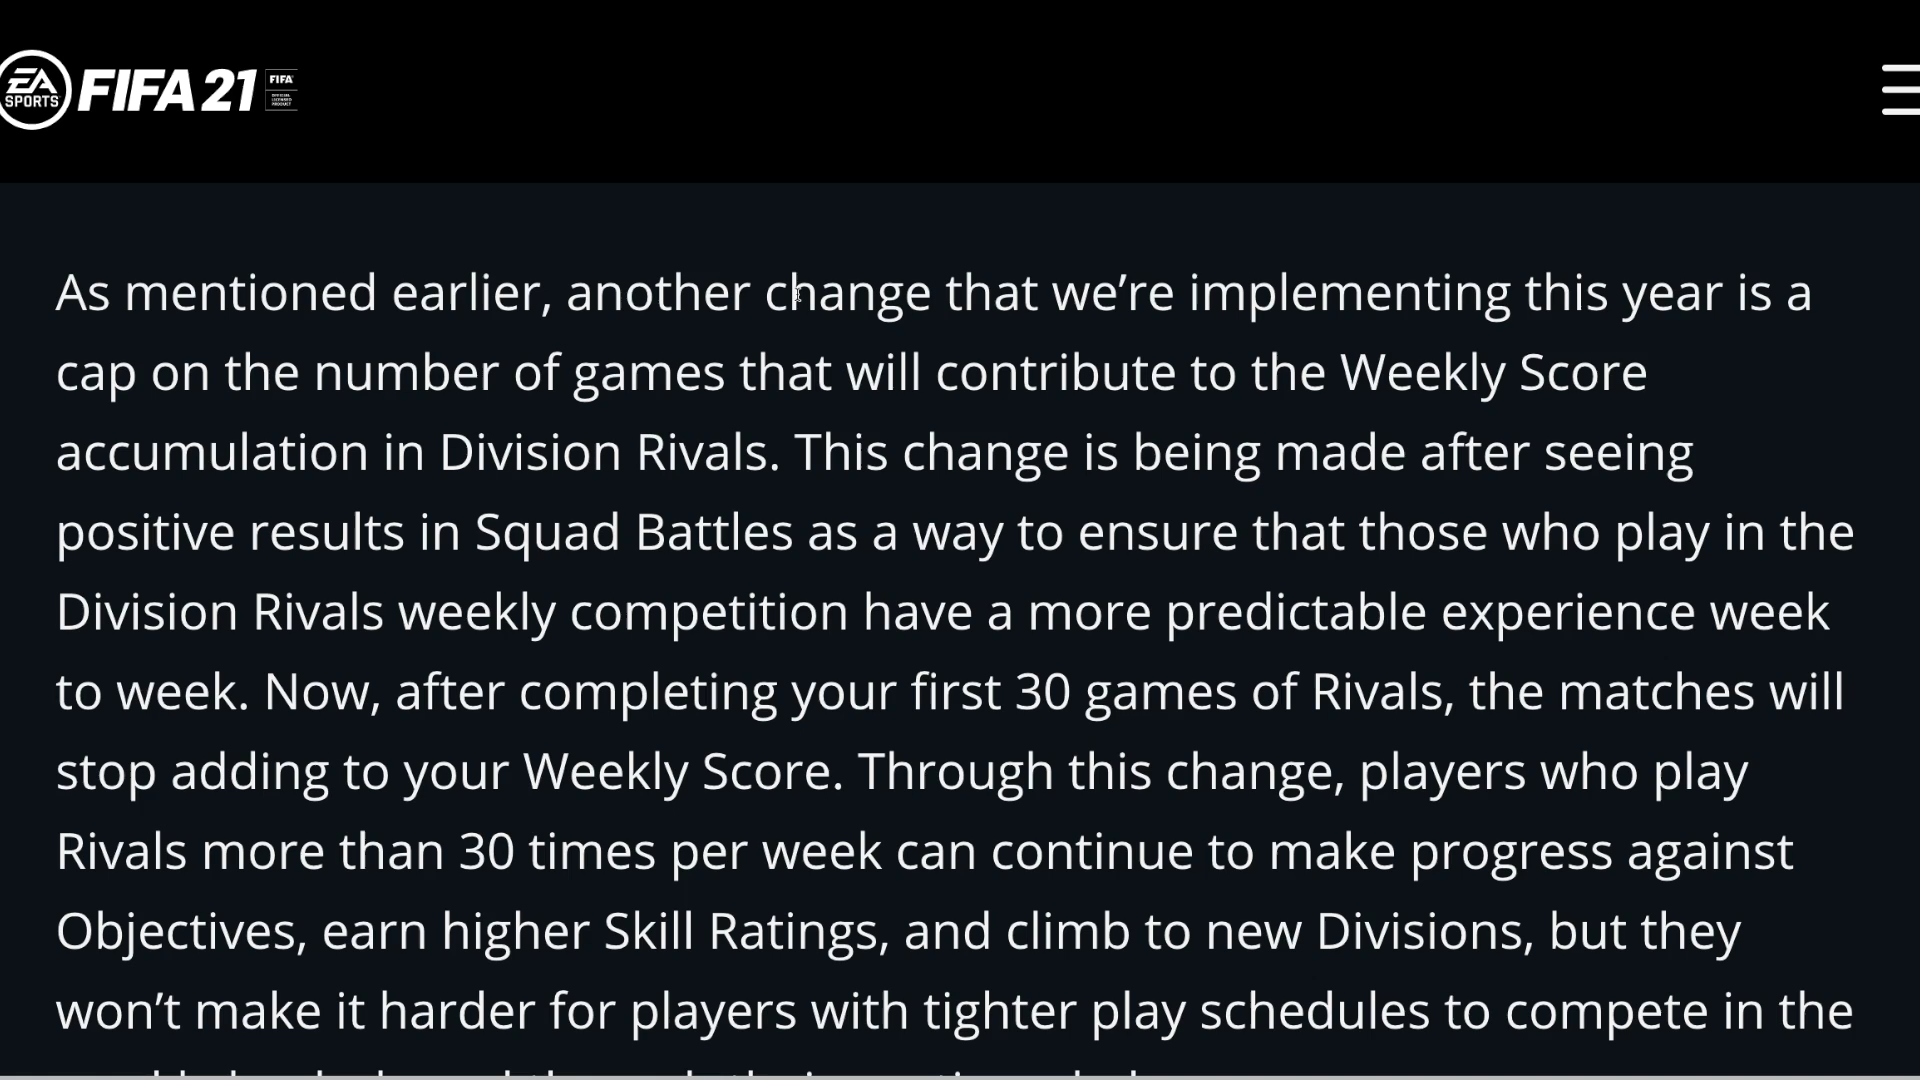 EA SPORTS FIFA 21 FIFA OFFICIAL LICENSED PRODUCT
As mentioned earlier, another change that we’re implementing this year is a
cap on the number of games that will contribute to the Weekly Score
accumulation in Division Rivals. This change is being made after seeing
positive results in Squad Battles as a way to ensure that those who play in the
Division Rivals weekly competition have a more predictable experience week
to week. Now, after completing your first 30 games of Rivals, the matches will
stop adding to your Weekly Score. Through this change, players who play
Rivals more than 30 times per week can continue to make progress against
Objectives, earn higher Skill Ratings, and climb to new Divisions, but they
won’t make it harder for players with tighter play schedules to compete in the